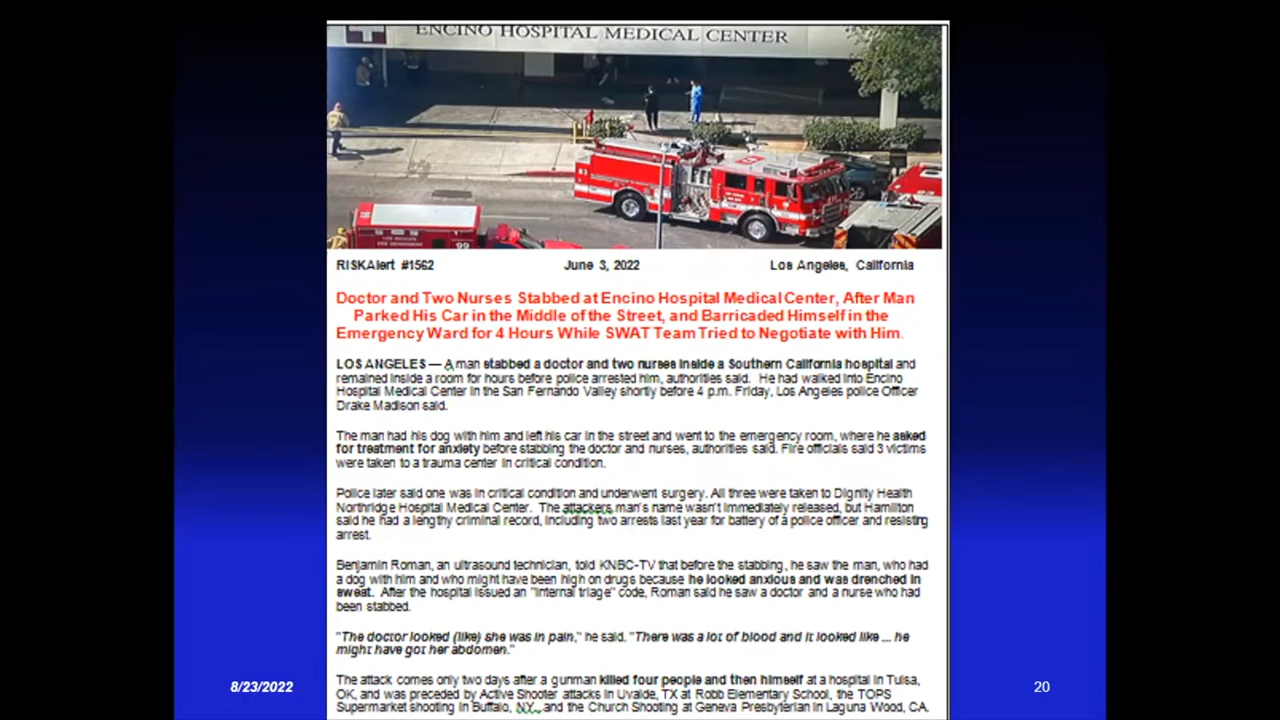 ENCINO HOSPITAL MEDICAL CENTER
RISKAlert #1562 June 3, 2022 Los Angeles, California
Doctor and Two Nurses Stabbed at Encino Hospital Medical Center, After Man
Parked His Car in the Middle of the Street, and Barricaded Himself in the
Emergency Ward for 4 Hours While SWAT Team Tried to Negotiate with Him.
LOS ANGELES — A man stabbed a doctor and two nurses inside a Southern California hospital and
remained inside a room for hours before police arrested him, authorities said. He had walked into Encino
Hospital Medical Center in the San Fernando Valley shortly before 4 p.m. Friday, Los Angeles police Officer
Drake Madison said.
The man had his dog with him and left his car in the street and went to the emergency room, where he asked
for treatment for anxiety before stabbing the doctor and nurses, authorities said. Fire officials said 3 victims
were taken to a trauma center in critical condition.
Police later said one was in critical condition and underwent surgery. All three were taken to Dignity Health
Northridge Hospital Medical Center. The attackers man's name wasn't immediately released, but Hamilton
said he had a lengthy criminal record, including two arrests last year for battery of a police officer and resisting
arrest.
Benjamin Roman, an ultrasound technician, told KNBC-TV that before the stabbing, he saw the man, who had
a dog with him and who might have been high on drugs because he looked anxious and was drenched in
sweat. After the hospital issued an "internal triage" code, Roman said he saw a doctor and a nurse who had
been stabbed.
"The doctor looked (like) she was in pain," he said. "There was a lot of blood and it looked like ... he
might have got her abdomen."
The attack comes only two days after a gunman killed four people and then himself at a hospital in Tulsa,
OK, and was preceded by Active Shooter attacks in Uvalde, TX at Robb Elementary School, the TOPS
Supermarket shooting in Buffalo, NY, and the Church Shooting at Geneva Presbyterian in Laguna Wood, CA.
8/23/2022
20